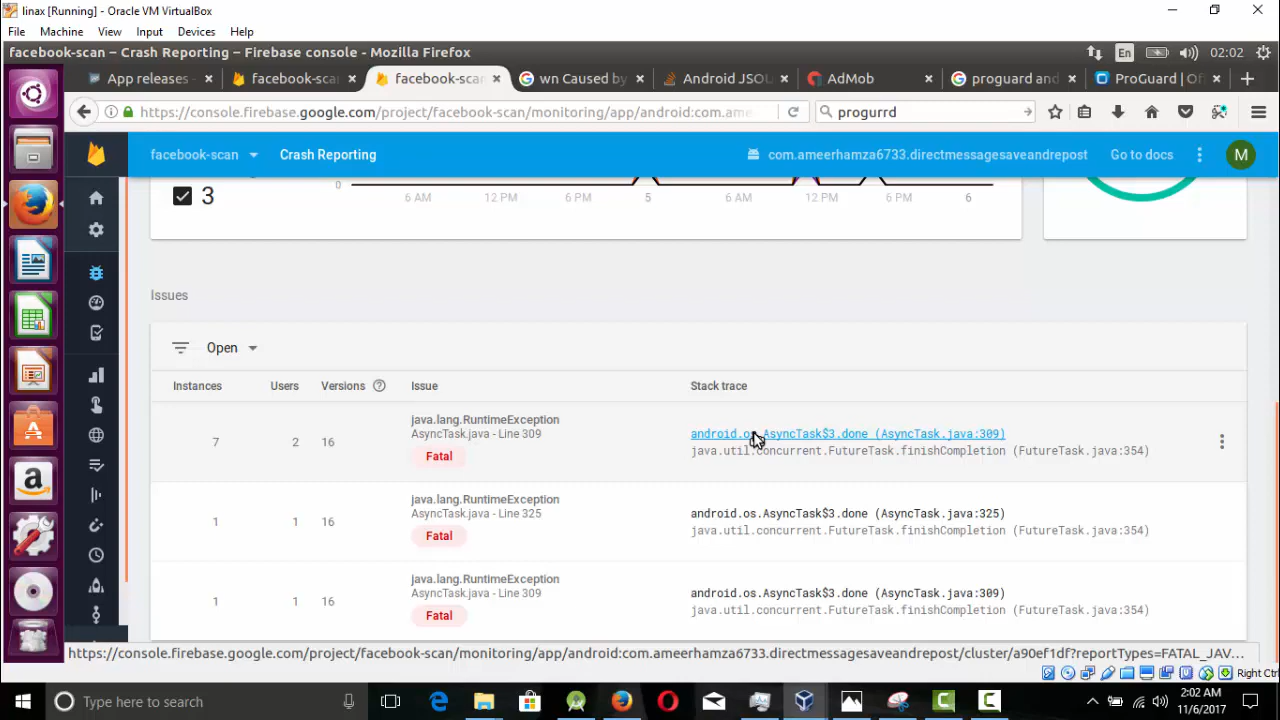 linax [Running] - Oracle VM VirtualBox
File Machine View Input Devices Help
facebook-scan – Crash Reporting – Firebase console - Mozilla Firefox
En 02:02
App releases -
facebook-scan
facebook-scan
wn Caused by
Android JSOU
AdMob
proguard and
ProGuard | Of
https://console.firebase.google.com/project/facebook-scan/monitoring/app/android:com.ame
progurrd
facebook-scan
Crash Reporting
com.ameerhamza6733.directmessagesaveandrepost
Go to docs
M
3
0
6 AM 12 PM 6 PM 5 6 AM 12 PM 6 PM 6
Issues
Open
Instances Users Versions Issue Stack trace
java.lang.RuntimeException
7 2 16 AsyncTask.java - Line 309 android.os.AsyncTask$3.done (AsyncTask.java:309)
Fatal java.util.concurrent.FutureTask.finishCompletion (FutureTask.java:354)
java.lang.RuntimeException
1 1 16 AsyncTask.java - Line 325 android.os.AsyncTask$3.done (AsyncTask.java:325)
Fatal java.util.concurrent.FutureTask.finishCompletion (FutureTask.java:354)
java.lang.RuntimeException
1 1 16 AsyncTask.java - Line 309 android.os.AsyncTask$3.done (AsyncTask.java:309)
Fatal java.util.concurrent.FutureTask.finishCompletion (FutureTask.java:354)
https://console.firebase.google.com/project/facebook-scan/monitoring/app/android:com.ameerhamza6733.directmessagesaveandrepost/cluster/a90ef1df?reportTypes=FATAL_JAV...
Right Ctrl
Type here to search
2:02 AM
11/6/2017